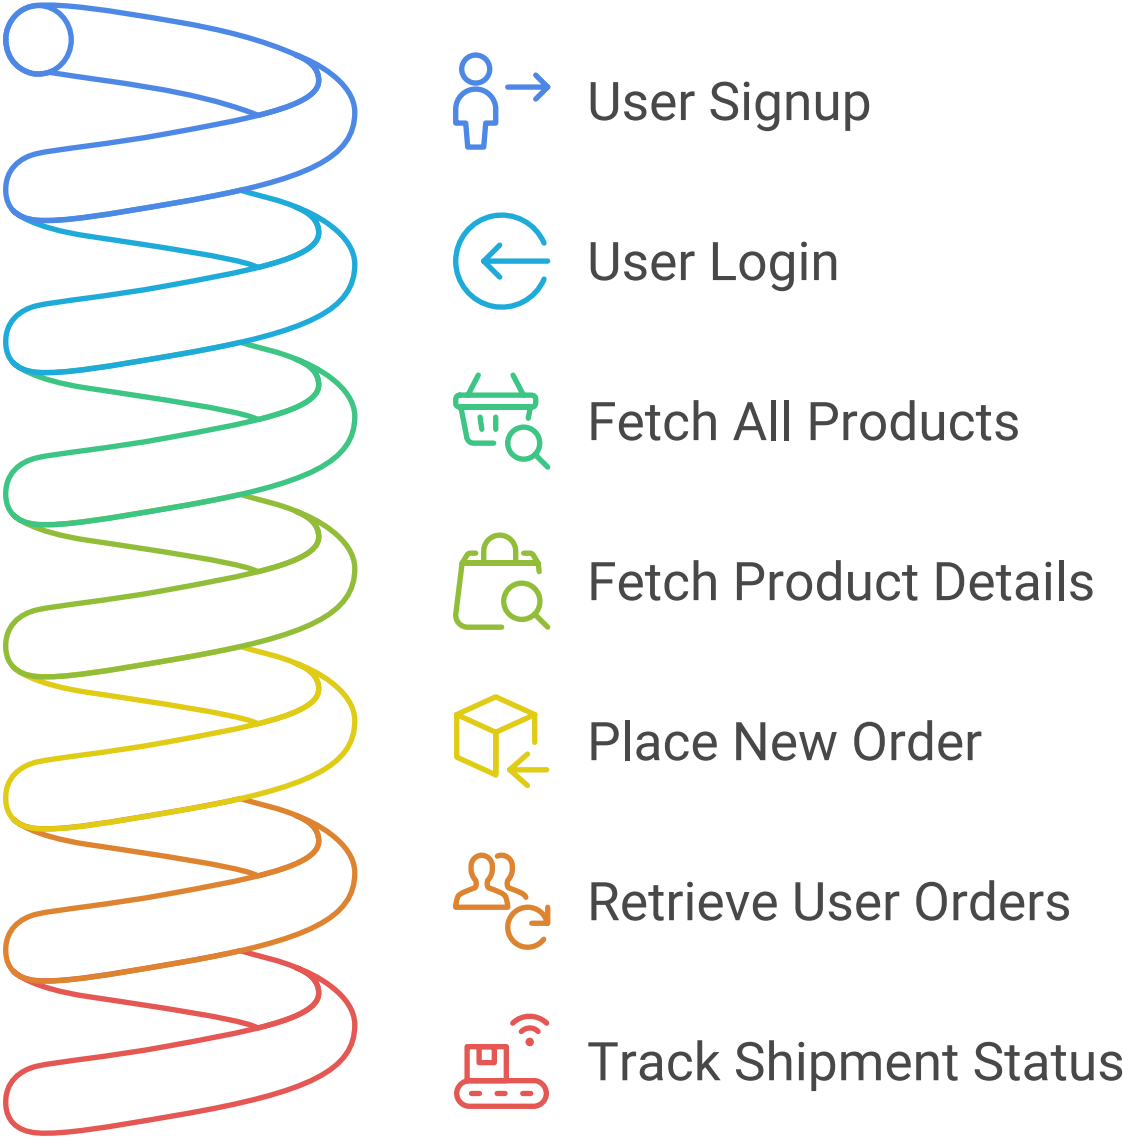 User Signup
User Login
Fetch All Products
Fetch Product Details
Place New Order
Retrieve User Orders
Track Shipment Status